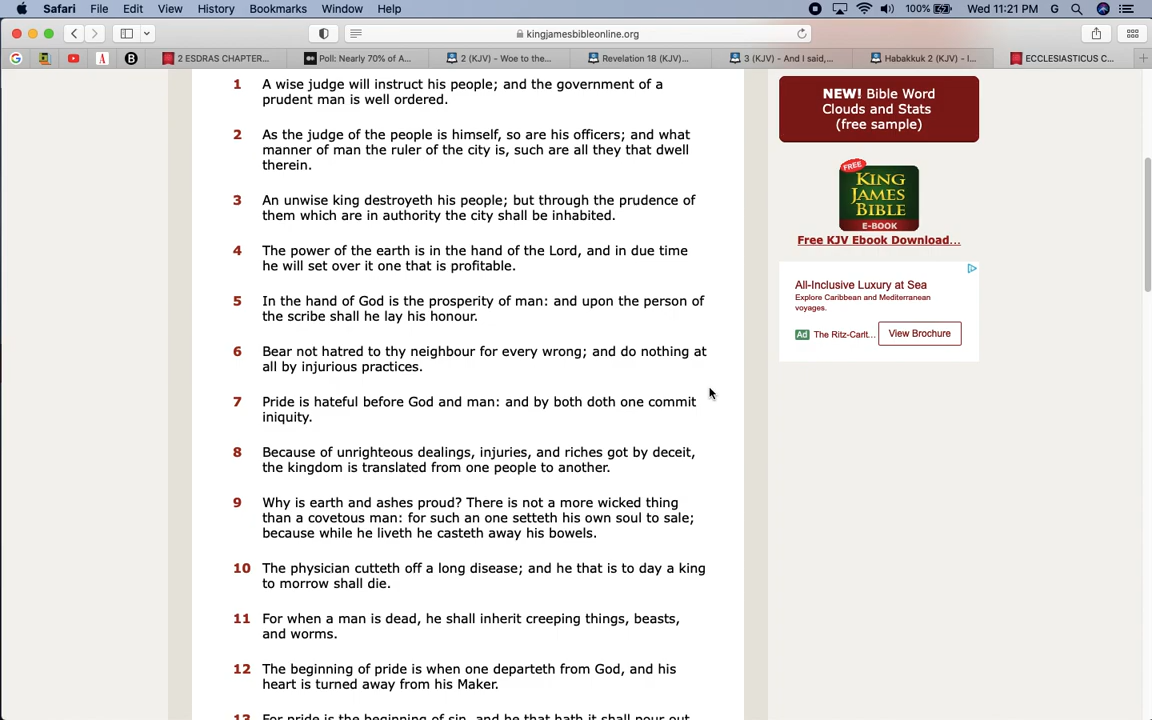 Safari File Edit View History Bookmarks Window Help 100% Wed 11:21 PM G
kingjamesbibleonline.org
2 ESDRAS CHAPTER... Poll: Nearly 70% of A... 2 (KJV) - Woe to the... Revelation 18 (KJV)... 3 (KJV) - And I said,... Habakkuk 2 (KJV) - I... ECCLESIASTICUS C...
1 A wise judge will instruct his people; and the government of a
prudent man is well ordered.
2 As the judge of the people is himself, so are his officers; and what
manner of man the ruler of the city is, such are all they that dwell
therein.
3 An unwise king destroyeth his people; but through the prudence of
them which are in authority the city shall be inhabited.
4 The power of the earth is in the hand of the Lord, and in due time
he will set over it one that is profitable.
5 In the hand of God is the prosperity of man: and upon the person of
the scribe shall he lay his honour.
6 Bear not hatred to thy neighbour for every wrong; and do nothing at
all by injurious practices.
7 Pride is hateful before God and man: and by both doth one commit
iniquity.
8 Because of unrighteous dealings, injuries, and riches got by deceit,
the kingdom is translated from one people to another.
9 Why is earth and ashes proud? There is not a more wicked thing
than a covetous man: for such an one setteth his own soul to sale;
because while he liveth he casteth away his bowels.
10 The physician cutteth off a long disease; and he that is to day a king
to morrow shall die.
11 For when a man is dead, he shall inherit creeping things, beasts,
and worms.
12 The beginning of pride is when one departeth from God, and his
heart is turned away from his Maker.
13 For pride is the beginning of sin, and he that hath it shall pour out
NEW! Bible Word
Clouds and Stats
(free sample)
FREE
KING
JAMES
BIBLE
E-BOOK
Free KJV Ebook Download...
All-Inclusive Luxury at Sea
Explore Caribbean and Mediterranean
voyages.
Ad The Ritz-Carlt... View Brochure